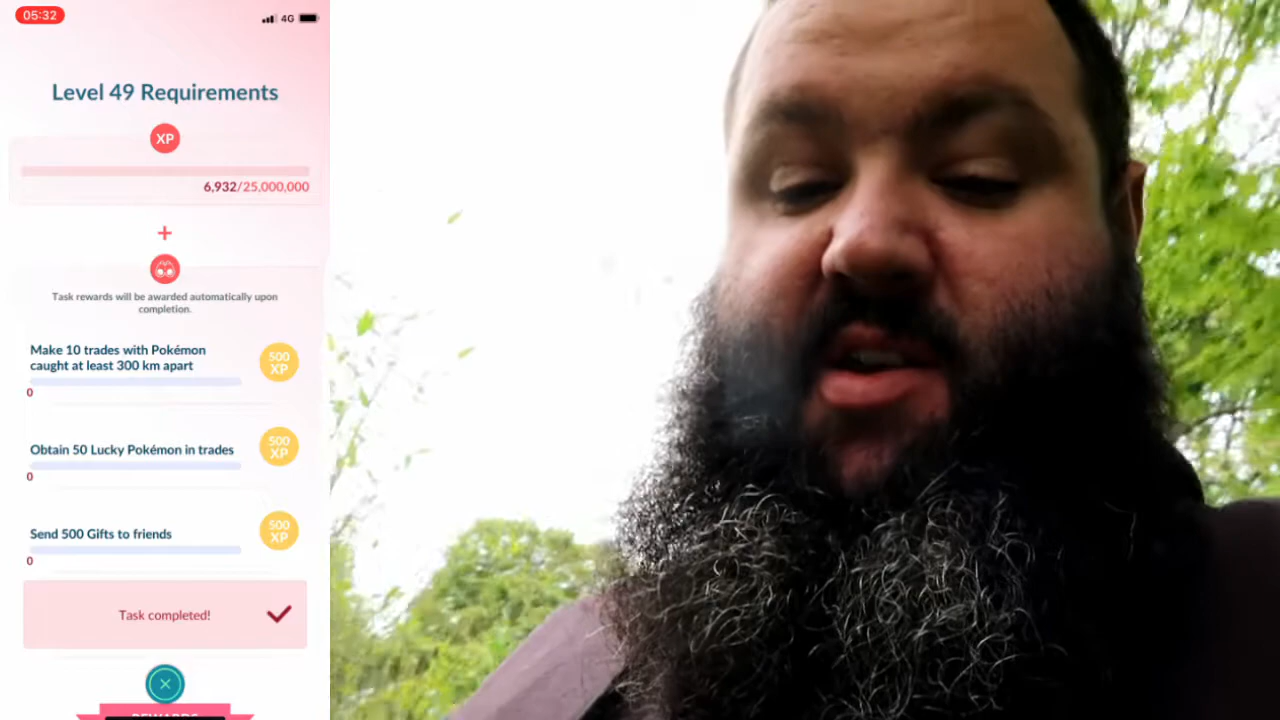 05:32
4G
Level 49 Requirements
XP
6,932/25,000,000
+
Task rewards will be awarded automatically upon
completion.
Make 10 trades with Pokémon
caught at least 300 km apart
500
XP
0
Obtain 50 Lucky Pokémon in trades
500
XP
0
Send 500 Gifts to friends
500
XP
0
Task completed!
REWARDS